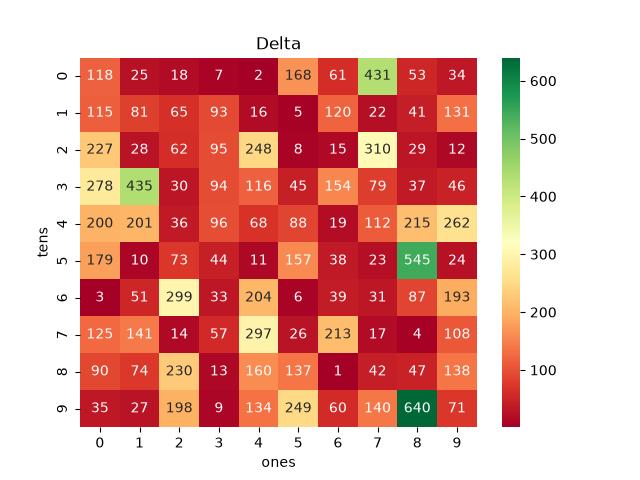 Delta
0 118 25 18 7 2 168 61 431 53 34
1 115 81 65 93 16 5 120 22 41 131
2 227 28 62 95 248 8 15 310 29 12
3 278 435 30 94 116 45 154 79 37 46
4 200 201 36 96 68 88 19 112 215 262
5 179 10 73 44 11 157 38 23 545 24
6 3 51 299 33 204 6 39 31 87 193
7 125 141 14 57 297 26 213 17 4 108
8 90 74 230 13 160 137 1 42 47 138
9 35 27 198 9 134 249 60 140 640 71
0 1 2 3 4 5 6 7 8 9
ones
tens
600
500
400
300
200
100